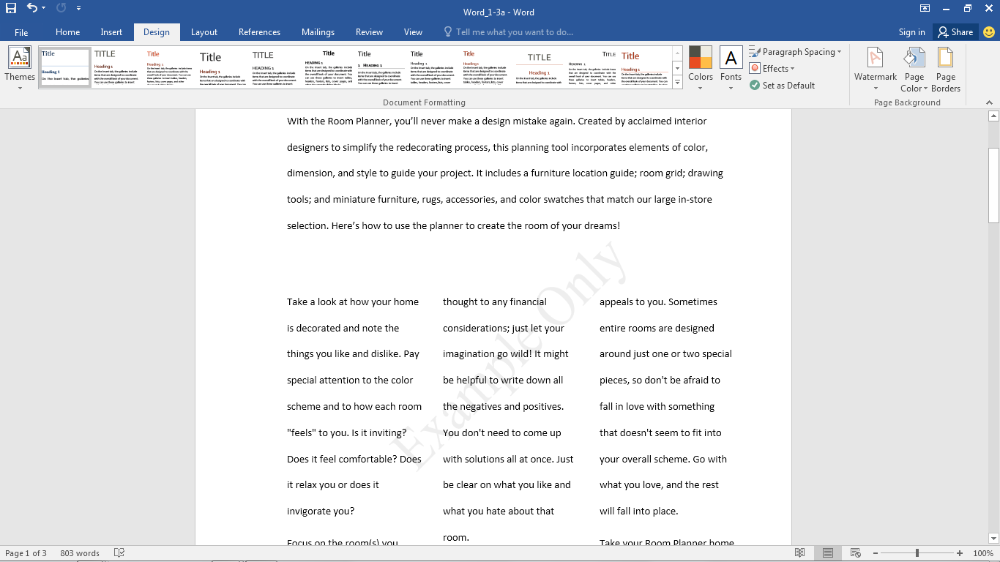 Word_1-3a - Word
File Home Insert Design Layout References Mailings Review View Tell me what you want to do... Sign in Share
Themes
Title
Heading 1
TITLE
Heading 1
Title
Heading 1
Title
Heading 1
TITLE
HEADING 1
Title
HEADING 1
Title
1 HEADING 1
Title
Heading 1
Title
Heading 1
TITLE
Heading 1
TITLE
HEADING 1
Title
Heading 1
Colors
Fonts
Paragraph Spacing
Effects
Set as Default
Watermark
Page Color
Page Borders
Document Formatting
Page Background
With the Room Planner, you’ll never make a design mistake again. Created by acclaimed interior
designers to simplify the redecorating process, this planning tool incorporates elements of color,
dimension, and style to guide your project. It includes a furniture location guide; room grid; drawing
tools; and miniature furniture, rugs, accessories, and color swatches that match our large in-store
selection. Here’s how to use the planner to create the room of your dreams!
Example Only
Take a look at how your home
is decorated and note the
things you like and dislike. Pay
special attention to the color
scheme and to how each room
"feels" to you. Is it inviting?
Does it feel comfortable? Does
it relax you or does it
invigorate you?
Focus on the room(s) you
thought to any financial
considerations; just let your
imagination go wild! It might
be helpful to write down all
the negatives and positives.
You don't need to come up
with solutions all at once. Just
be clear on what you like and
what you hate about that
room.
appeals to you. Sometimes
entire rooms are designed
around just one or two special
pieces, so don't be afraid to
fall in love with something
that doesn't seem to fit into
your overall scheme. Go with
what you love, and the rest
will fall into place.
Take your Room Planner home
Page 1 of 3 803 words 100%